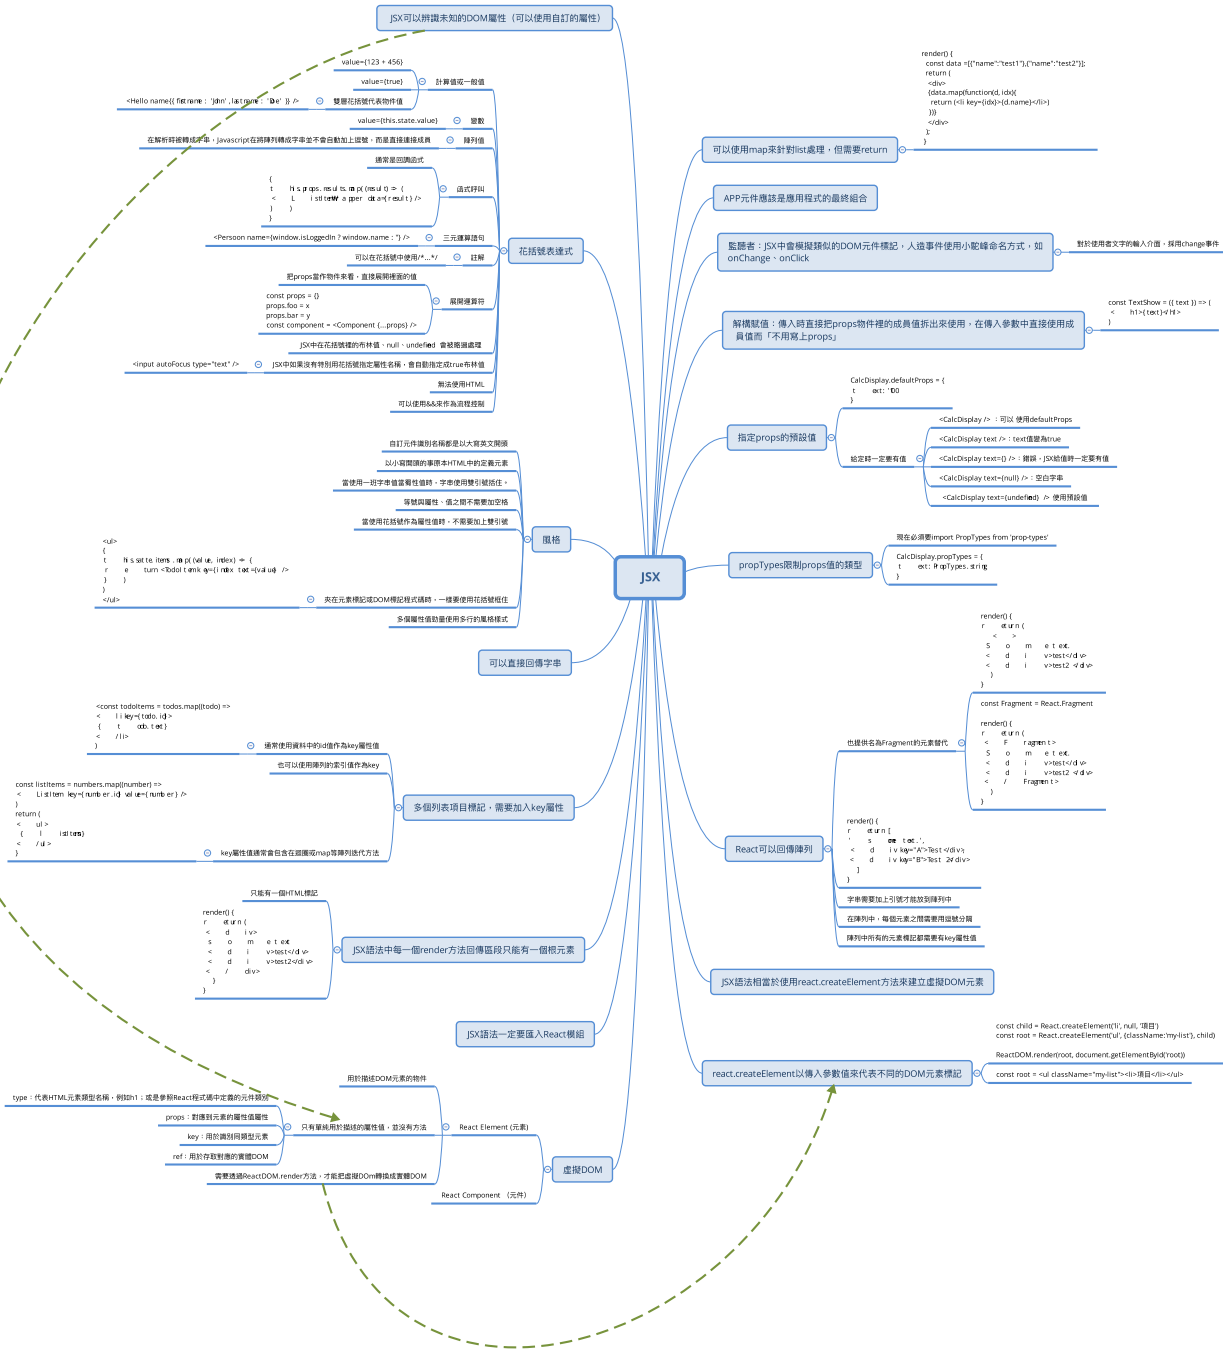 JSX
JSX可以辨識未知的DOM屬性（可以使用自訂的屬性）
花括號表達式
計算值或一般值
value={123 + 456}
value={true}
雙層花括號代表物件值
變數
value={this.state.value}
陣列值
在解析時被轉成字串，Javascript在將陣列轉成字串並不會自動加上逗號，而是直接連接成員
函式呼叫
通常是回調函式
三元運算語句
<Persoon name={window.isLoggedIn ? window.name : ''} />
註解
可以在花括號中使用/*...*/
展開運算符
把props當作物件來看，直接展開裡面的值
const props = {}
props.foo = x
props.bar = y
const component = <Component {...props} />
JSX中在花括號裡的布林值、null、undefined 會被略過處理
JSX中如果沒有特別用花括號指定屬性名稱，會自動指定成true布林值
<input autoFocus type="text" />
無法使用HTML
可以使用&&來作為流程控制
風格
自訂元件識別名稱都是以大寫英文開頭
以小寫開頭的事原本HTML中的定義元素
當使用一班字串值當蜀性值時，字串使用雙引號括住。
等號與屬性、值之間不需要加空格
當使用花括號作為屬性值時，不需要加上雙引號
夾在元素標記或DOM標記程式碼時，一樣要使用花括號框住
<ul>
{
)
}
</ul>
多個屬性值勁量使用多行的風格樣式
可以直接回傳字串
多個列表項目標記，需要加入key屬性
通常使用資料中的id值作為key屬性值
<const todoItems = todos.map((todo) =>
)
也可以使用陣列的索引值作為key
key屬性值通常會包含在迴圈或map等陣列迭代方法
const listItems = numbers.map((number) =>
)
return (
}
JSX語法中每一個render方法回傳區段只能有一個根元素
只能有一個HTML標記
render() {
)
}
JSX語法一定要匯入React模組
虛擬DOM
React Element (元素)
用於描述DOM元素的物件
只有單純用於描述的屬性值，並沒有方法
type：代表HTML元素類型名稱，例如h1；或是參照React程式碼中定義的元件類別
props：對應到元素的屬性值屬性
key：用於識別同類型元素
ref：用於存取對應的實體DOM
需要透過ReactDOM.render方法，才能把虛擬DOm轉換成實體DOM
React Component （元件）
可以使用map來針對list處理，但需要return
render() {
const data =[{"name":"test1"},{"name":"test2"}];
return (
<div>
{data.map(function(d, idx){
return (<li key={idx}>{d.name}</li>)
})}
</div>
);
}
APP元件應該是應用程式的最終組合
監聽者：JSX中會模擬類似的DOM元件標記，人造事件使用小駝峰命名方式，如
onChange、onClick
對於使用者文字的輸入介面，採用change事件
解構賦值：傳入時直接把props物件裡的成員值拆出來使用，在傳入參數中直接使用成
員值而「不用寫上props」
const TextShow = ({ text }) => (
<h1>{text}</h1>
)
指定props的預設值
CalcDisplay.defaultProps = {
}
給定時一定要有值
<CalcDisplay /> ：可以 使用defaultProps
<CalcDisplay text />：text值變為true
<CalcDisplay text={} />：錯誤，JSX給值時一定要有值
<CalcDisplay text={null} />：空白字串
<CalcDisplay text={undefined} /> 使用預設值
propTypes限制props值的類型
現在必須要import PropTypes from 'prop-types'
CalcDisplay.propTypes = {
text: PropTypes.string,
}
React可以回傳陣列
也提供名為Fragment的元素替代
render() {
return (
<>
Some text.
<div>test</div>
<div>test2 </div>
)
}
const Fragment = React.Fragment
render() {
return (
<Fragment>
Some text.
<div>test</div>
<div>test2 </div>
</Fragment>
)
}
render() {
return [
'some text.',
<div key="A">Test</div>,
<div key="B">Test 2</div>
]
}
字串需要加上引號才能放到陣列中
在陣列中，每個元素之間需要用逗號分隔
陣列中所有的元素標記都需要有key屬性值
JSX語法相當於使用react.createElement方法來建立虛擬DOM元素
react.createElement以傳入參數值來代表不同的DOM元素標記
const child = React.createElement('li', null, '項目')
const root = React.createElement('ul', {className:'my-list'}, child)
ReactDOM.render(root, document.getElementById('root))
const root = <ul className="my-list"><li>項目</li></ul>